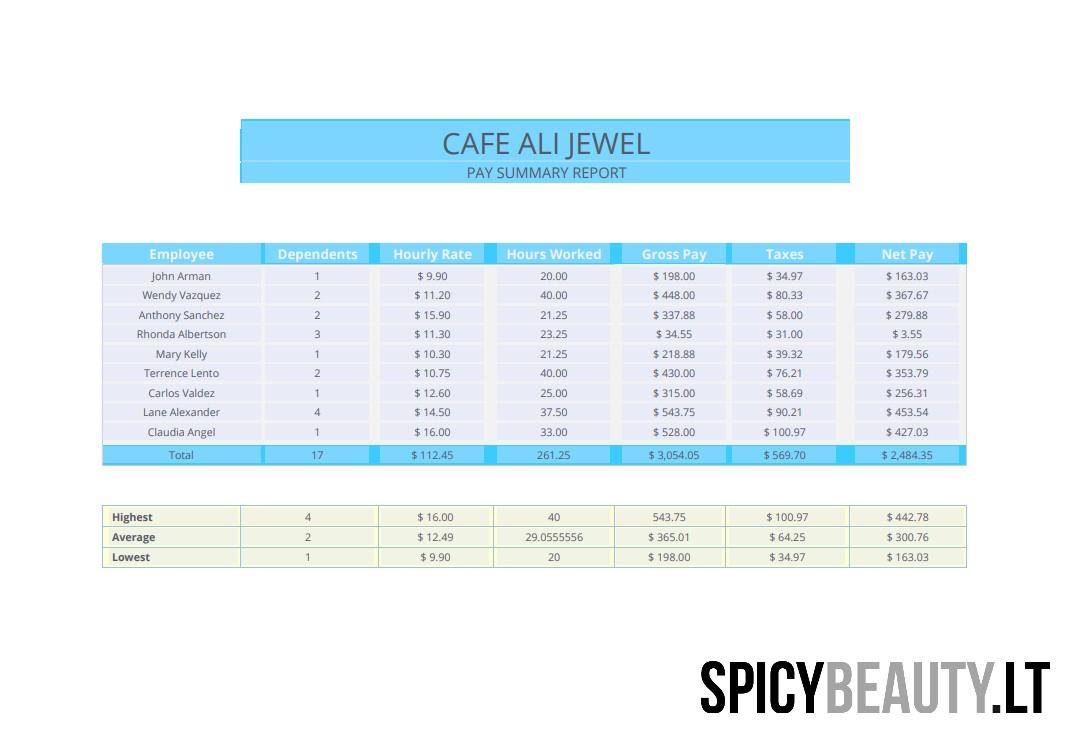 CAFE ALI JEWEL
PAY SUMMARY REPORT
Employee Dependents Hourly Rate Hours Worked Gross Pay Taxes Net Pay
John Arman 1 $ 9.90 20.00 $ 198.00 $ 34.97 $ 163.03
Wendy Vazquez 2 $ 11.20 40.00 $ 448.00 $ 80.33 $ 367.67
Anthony Sanchez 2 $ 15.90 21.25 $ 337.88 $ 58.00 $ 279.88
Rhonda Albertson 3 $ 11.30 23.25 $ 34.55 $ 31.00 $ 3.55
Mary Kelly 1 $ 10.30 21.25 $ 218.88 $ 39.32 $ 179.56
Terrence Lento 2 $ 10.75 40.00 $ 430.00 $ 76.21 $ 353.79
Carlos Valdez 1 $ 12.60 25.00 $ 315.00 $ 58.69 $ 256.31
Lane Alexander 4 $ 14.50 37.50 $ 543.75 $ 90.21 $ 453.54
Claudia Angel 1 $ 16.00 33.00 $ 528.00 $ 100.97 $ 427.03
Total 17 $ 112.45 261.25 $ 3,054.05 $ 569.70 $ 2,484.35
Highest 4 $ 16.00 40 543.75 $ 100.97 $ 442.78
Average 2 $ 12.49 29.0555556 $ 365.01 $ 64.25 $ 300.76
Lowest 1 $ 9.90 20 $ 198.00 $ 34.97 $ 163.03
SPICYBEAUTY.LT